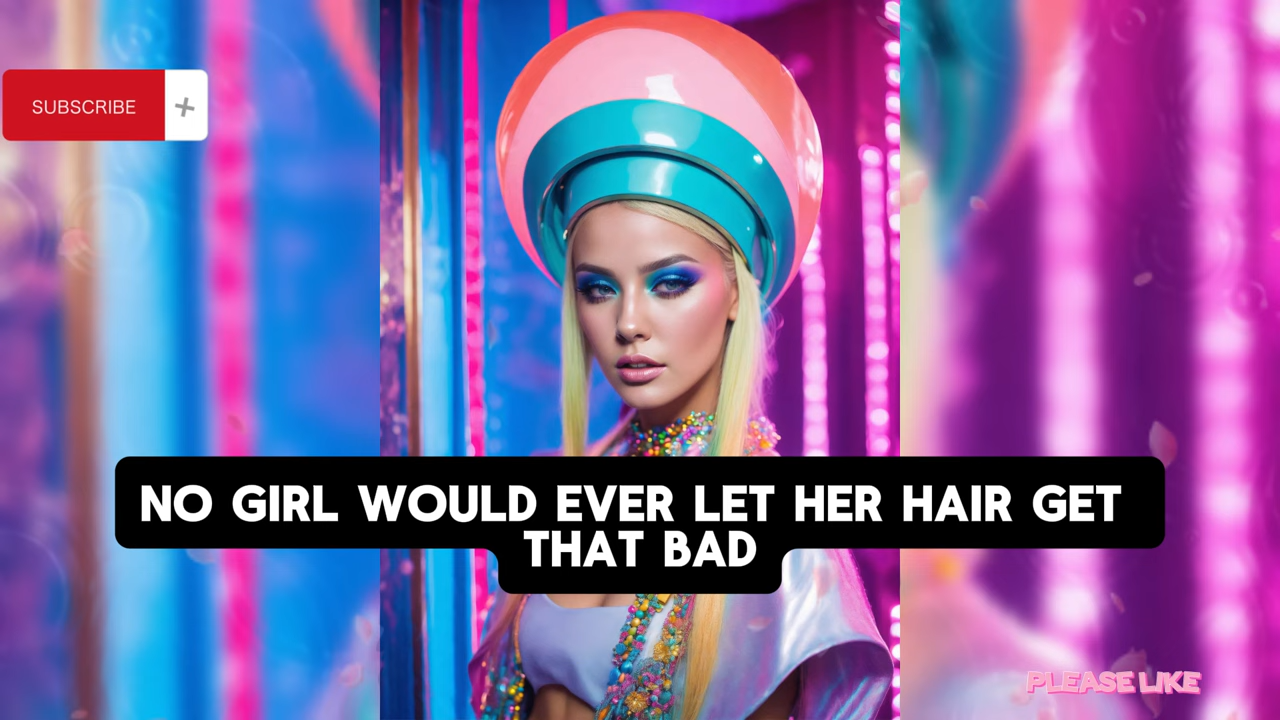 SUBSCRIBE
NO GIRL WOULD EVER LET HER HAIR GET
THAT BAD
PLEASE LIKE